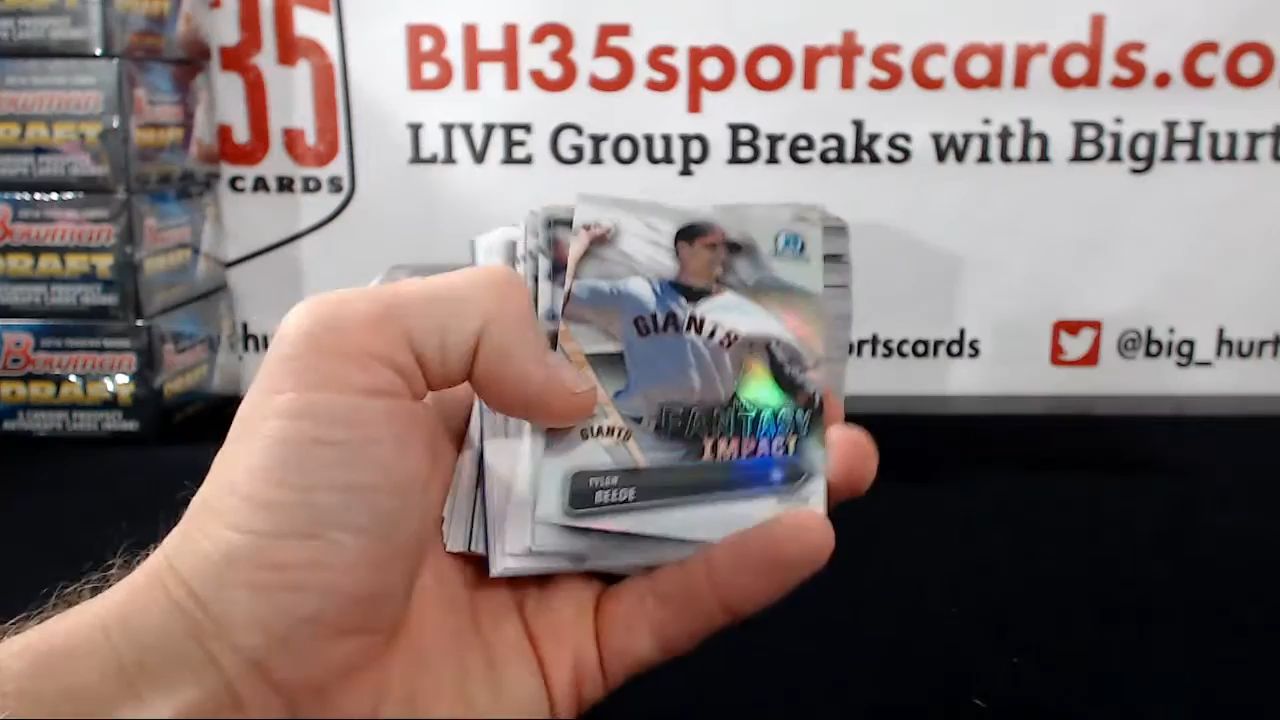 35
CARDS
BH35sportscards.co
LIVE Group Breaks with BigHurt
rtscards
@big_hurt
Bowman
DRAFT
Bowman
DRAFT
Bowman
DRAFT
GIANTS
FANTASY
IMPACT
GIANTS
TYLER
BEEDE